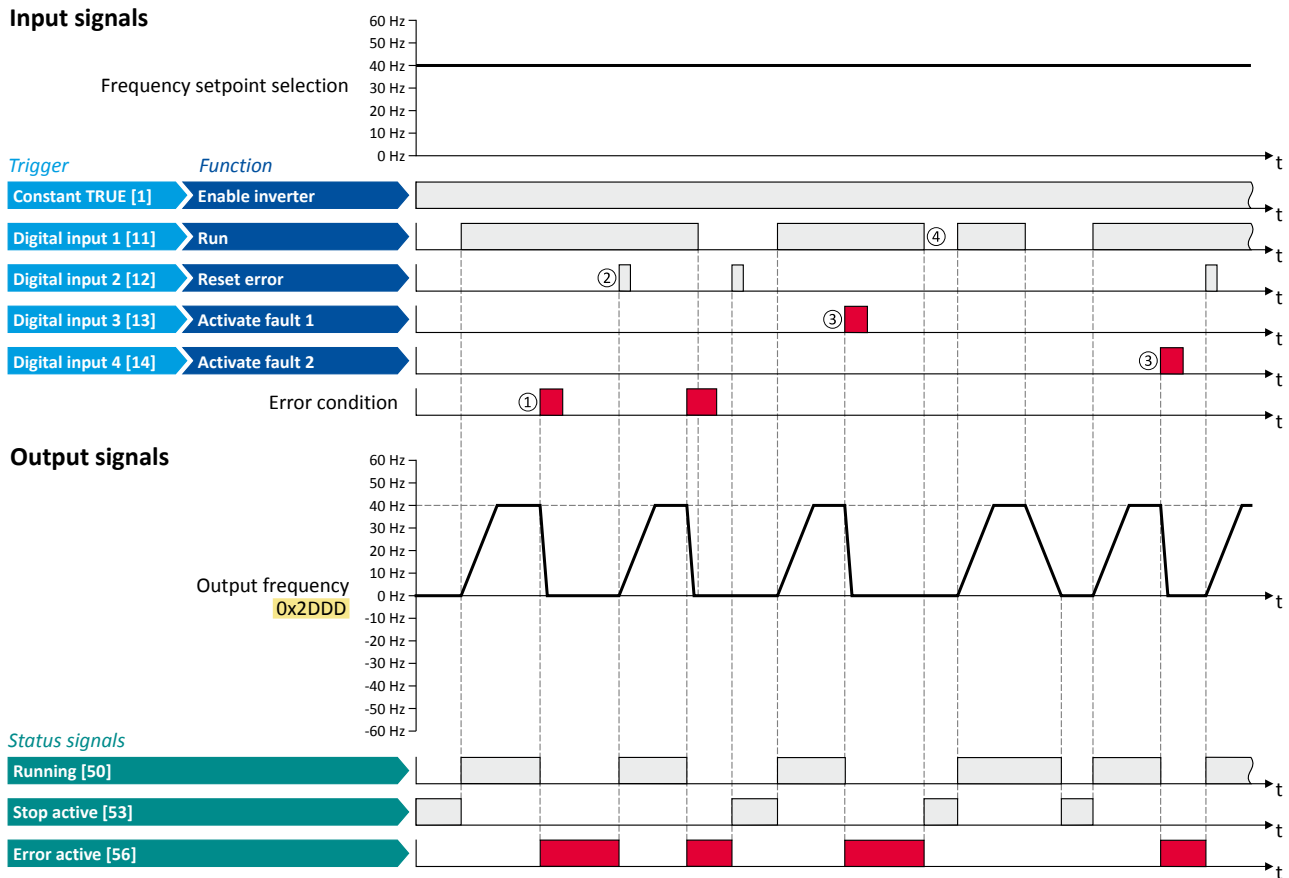 Input signals
Frequency setpoint selection
60 Hz
50 Hz
40 Hz
30 Hz
20 Hz
10 Hz
0 Hz
t
Trigger Function
Constant TRUE [1] Enable inverter
t
Digital input 1 [11] Run
④
t
Digital input 2 [12] Reset error
②
t
Digital input 3 [13] Activate fault 1
③
t
Digital input 4 [14] Activate fault 2
③
t
Error condition
①
t
Output signals
60 Hz
50 Hz
40 Hz
30 Hz
20 Hz
10 Hz
0 Hz
-10 Hz
-20 Hz
-30 Hz
-40 Hz
-50 Hz
-60 Hz
Output frequency
0x2DDD
t
Status signals
Running [50]
t
Stop active [53]
t
Error active [56]
t